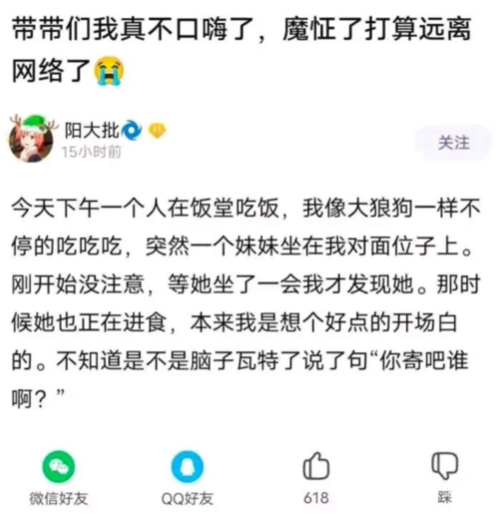 带带们我真不口嗨了，魔怔了打算远离
网络了😭
阳大批
15小时前
关注
今天下午一个人在饭堂吃饭，我像大狼狗一样不
停的吃吃吃，突然一个妹妹坐在我对面位子上。
刚开始没注意，等她坐了一会我才发现她。那时
候她也正在进食，本来我是想个好点的开场白
的。不知道是不是脑子瓦特了说了句“你寄吧谁
啊？”
微信好友
QQ好友
618
踩